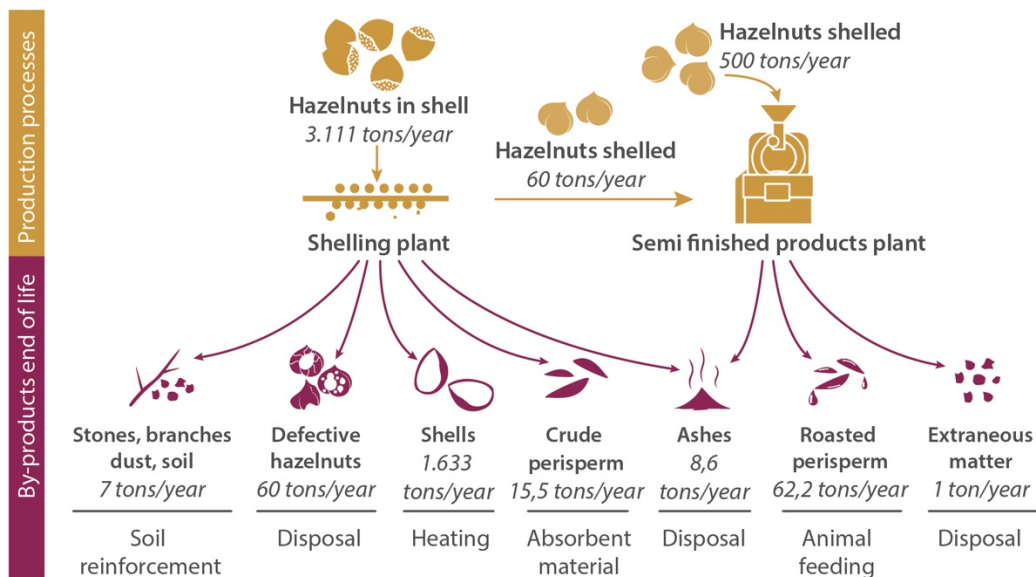 Production processes
Hazelnuts in shell
3.111 tons/year
Hazelnuts shelled
60 tons/year
Hazelnuts shelled
500 tons/year
Shelling plant
Semi finished products plant
By-products end of life
Stones, branches
dust, soil
7 tons/year
Soil
reinforcement
Defective
hazelnuts
60 tons/year
Disposal
Shells
1.633
tons/year
Heating
Crude
perisperm
15,5 tons/year
Absorbent
material
Ashes
8,6
tons/year
Disposal
Roasted
perisperm
62,2 tons/year
Animal
feeding
Extraneous
matter
1 ton/year
Disposal